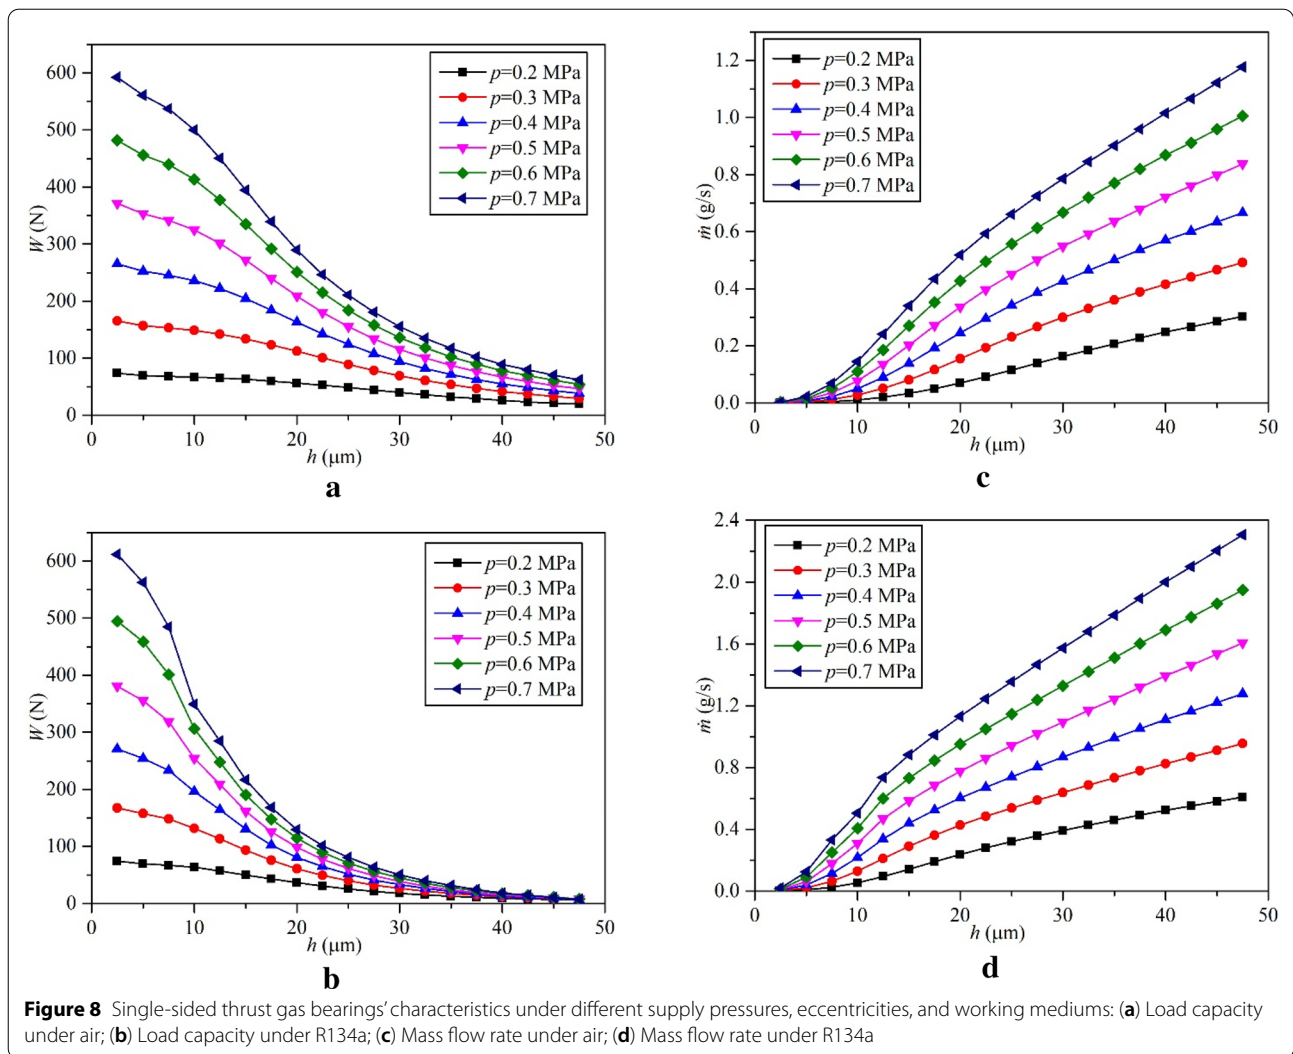 600
500
400
300
200
100
0
W (N)
p=0.2 MPa
p=0.3 MPa
p=0.4 MPa
p=0.5 MPa
p=0.6 MPa
p=0.7 MPa
0 10 20 30 40 50
h (μm)
a
1.2
1.0
0.8
0.6
0.4
0.2
0.0
ṁ (g/s)
p=0.2 MPa
p=0.3 MPa
p=0.4 MPa
p=0.5 MPa
p=0.6 MPa
p=0.7 MPa
0 10 20 30 40 50
h (μm)
c
600
500
400
300
200
100
0
W (N)
p=0.2 MPa
p=0.3 MPa
p=0.4 MPa
p=0.5 MPa
p=0.6 MPa
p=0.7 MPa
0 10 20 30 40 50
h (μm)
b
2.4
2.0
1.6
1.2
0.8
0.4
0.0
ṁ (g/s)
p=0.2 MPa
p=0.3 MPa
p=0.4 MPa
p=0.5 MPa
p=0.6 MPa
p=0.7 MPa
0 10 20 30 40 50
h (μm)
d
Figure 8 Single-sided thrust gas bearings' characteristics under different supply pressures, eccentricities, and working mediums: (a) Load capacity
under air; (b) Load capacity under R134a; (c) Mass flow rate under air; (d) Mass flow rate under R134a